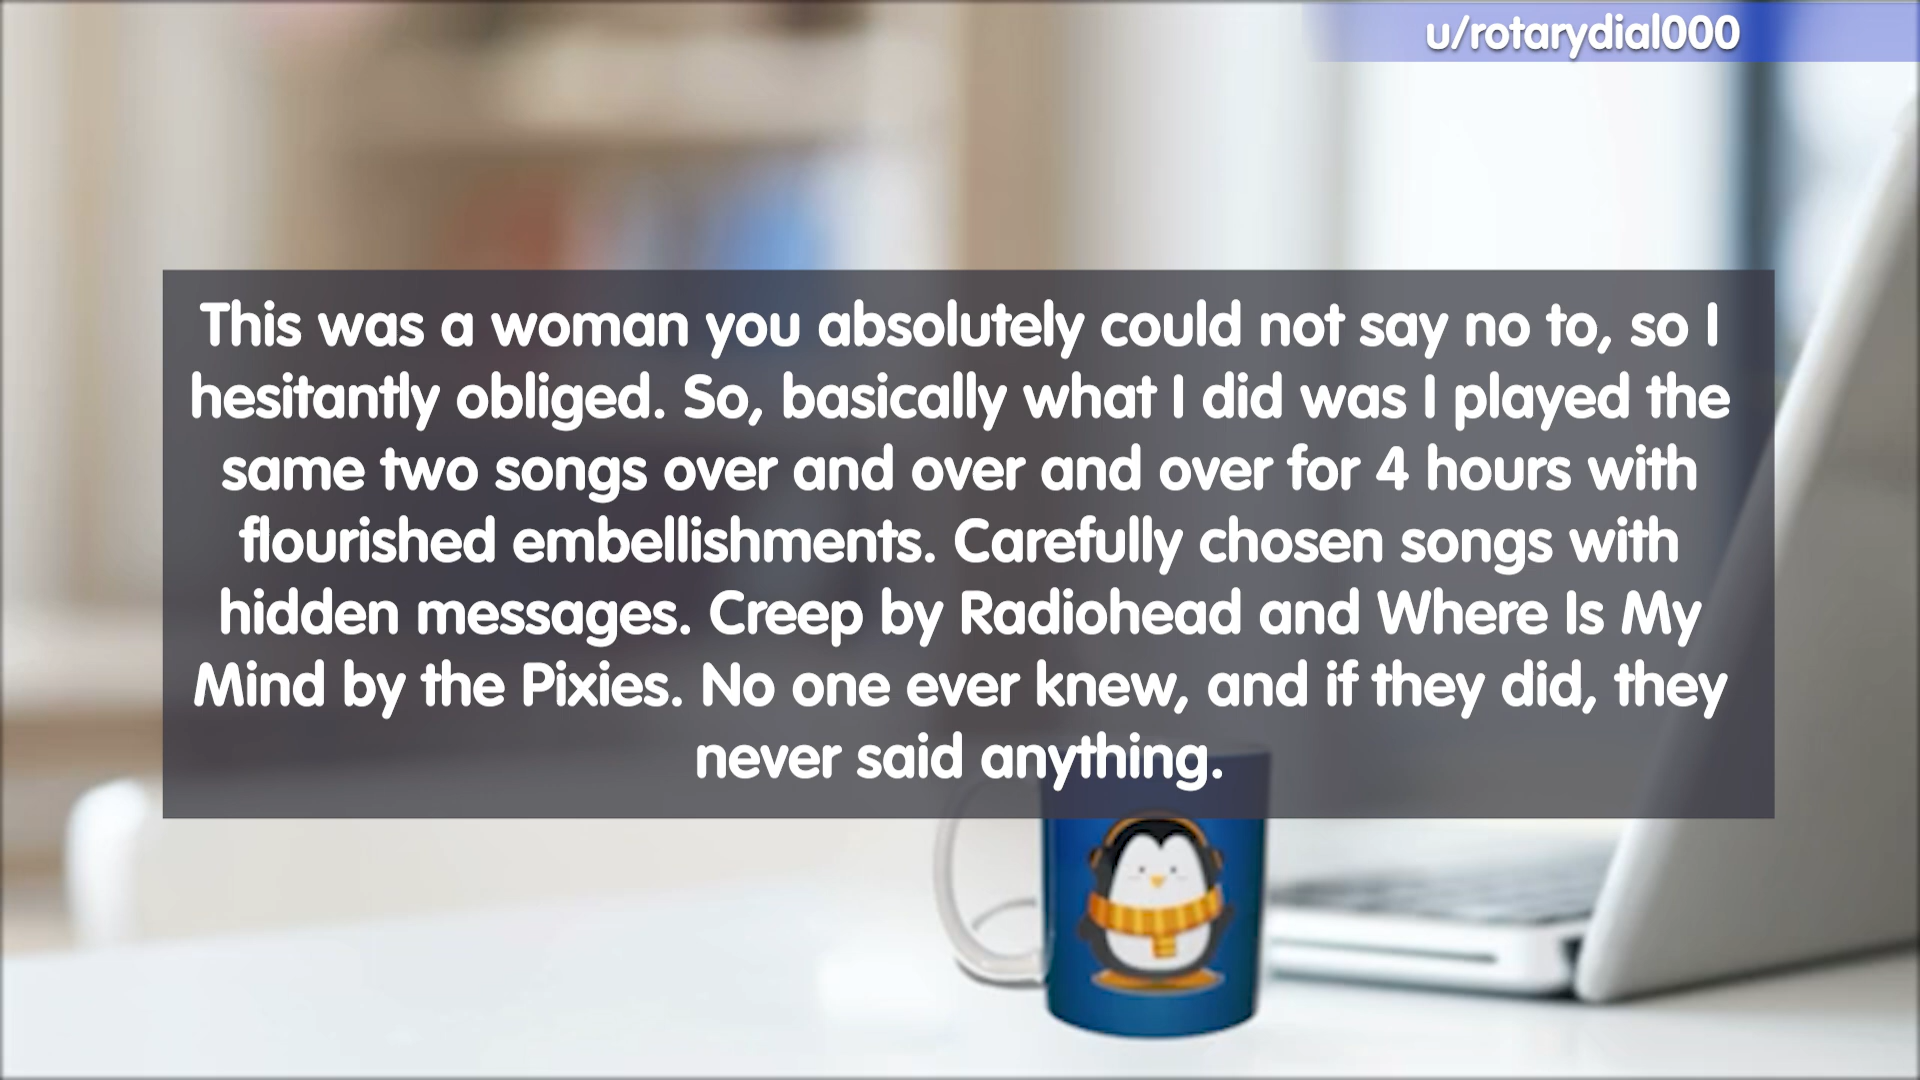 u/rotarydial000
This was a woman you absolutely could not say no to, so I
hesitantly obliged. So, basically what I did was I played the
same two songs over and over and over for 4 hours with
flourished embellishments. Carefully chosen songs with
hidden messages. Creep by Radiohead and Where Is My
Mind by the Pixies. No one ever knew, and if they did, they
never said anything.